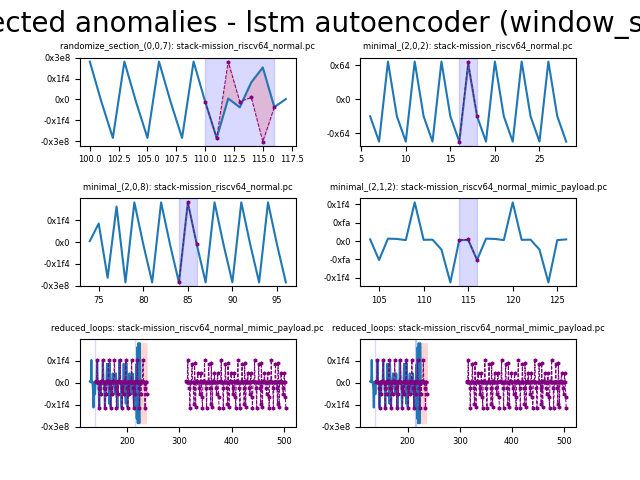 ected anomalies - lstm autoencoder (window_s
randomize_section_(0,0,7): stack-mission_riscv64_normal.pc
minimal_(2,0,2): stack-mission_riscv64_normal.pc
0x3e8
0x1f4
0x0
-0x1f4
-0x3e8
100.0 102.5 105.0 107.5 110.0 112.5 115.0 117.5
0x64
0x0
-0x64
5 10 15 20 25
minimal_(2,0,8): stack-mission_riscv64_normal.pc
minimal_(2,1,2): stack-mission_riscv64_normal_mimic_payload.pc
0x1f4
0x0
-0x1f4
-0x3e8
75 80 85 90 95
0x1f4
0xfa
0x0
-0xfa
-0x1f4
105 110 115 120 125
reduced_loops: stack-mission_riscv64_normal_mimic_payload.pc
reduced_loops: stack-mission_riscv64_normal_mimic_payload.pc
0x1f4
0x0
-0x1f4
-0x3e8
200 300 400 500
0x1f4
0x0
-0x1f4
-0x3e8
200 300 400 500